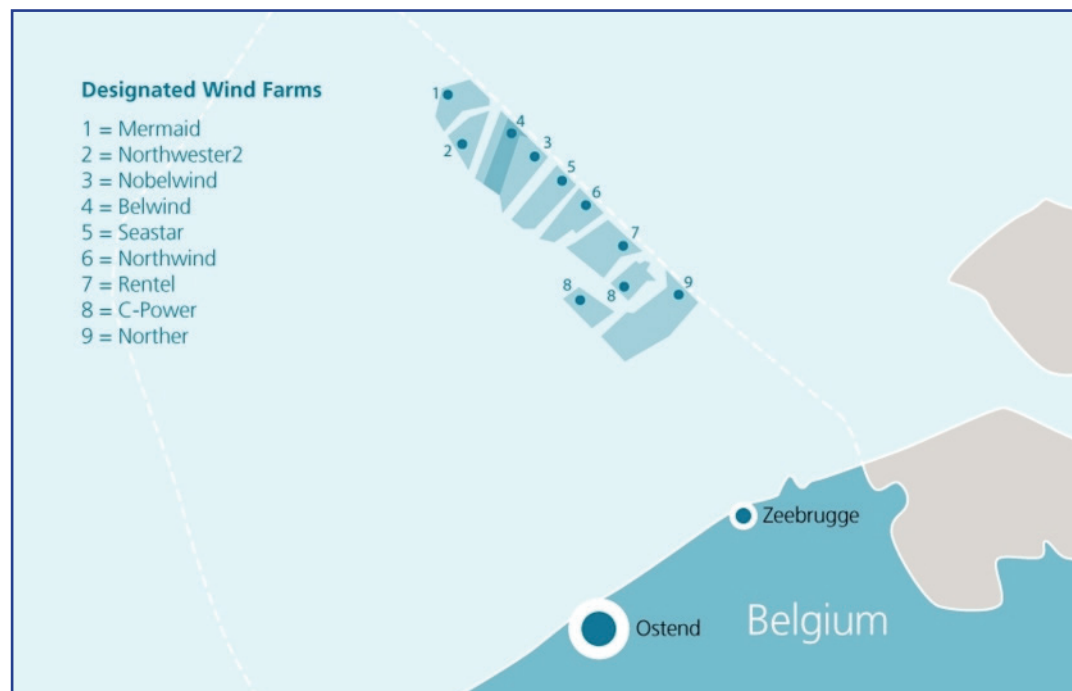 Designated Wind Farms
1 = Mermaid
2 = Northwester2
3 = Nobelwind
4 = Belwind
5 = Seastar
6 = Northwind
7 = Rentel
8 = C-Power
9 = Norther
1
4
2
3
5
6
7
8
8
9
Zeebrugge
Ostend
Belgium